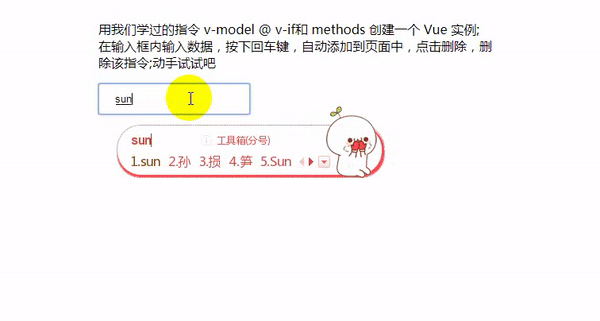 用我们学过的指令 v-model @ v-if和 methods 创建一个 Vue 实例;
在输入框内输入数据，按下回车键，自动添加到页面中，点击删除，删
除该指令;动手试试吧
sun
sun ① 工具箱(分号)
1.sun 2.孙 3.损 4.笋 5.Sun